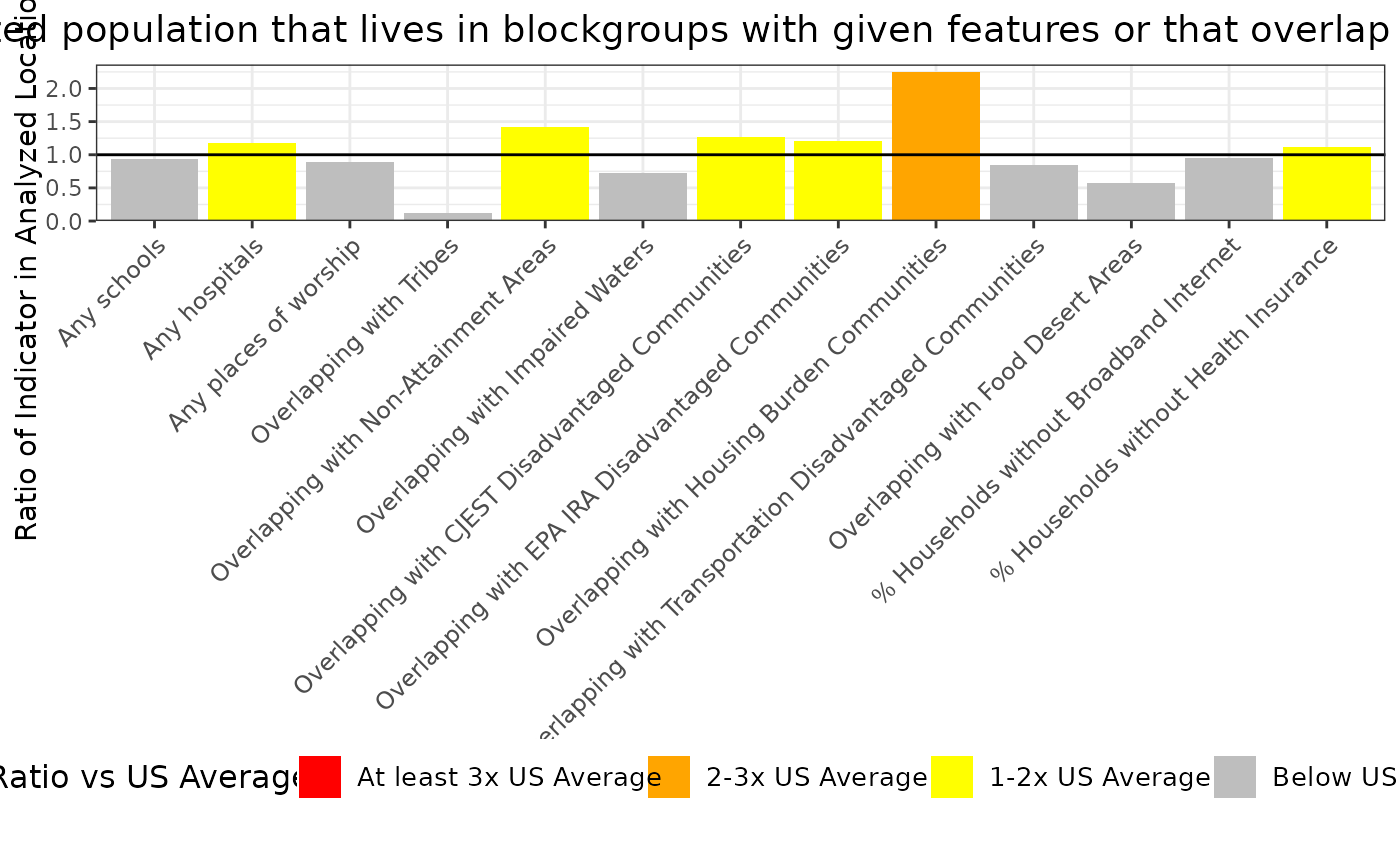 ted population that lives in blockgroups with given features or that overlap
Ratio of Indicator in Analyzed Locatio
2.0
1.5
1.0
0.5
0.0
Any schools
Any hospitals
Any places of worship
Overlapping with Tribes
Overlapping with Non-Attainment Areas
Overlapping with Impaired Waters
Overlapping with CJEST Disadvantaged Communities
Overlapping with EPA IRA Disadvantaged Communities
Overlapping with Housing Burden Communities
erlapping with Transportation Disadvantaged Communities
Overlapping with Food Desert Areas
% Households without Broadband Internet
% Households without Health Insurance
Ratio vs US Average
At least 3x US Average
2-3x US Average
1-2x US Average
Below US